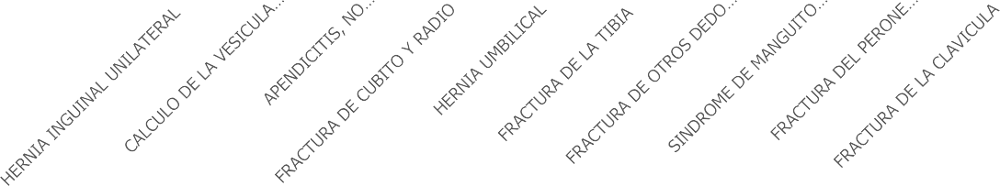 HERNIA INGUINAL UNILATERAL
CALCULO DE LA VESICULA...
APENDICITIS, NO...
FRACTURA DE CUBITO Y RADIO
HERNIA UMBILICAL
FRACTURA DE LA TIBIA
FRACTURA DE OTROS DEDO...
SINDROME DE MANGUITO...
FRACTURA DEL PERONE...
FRACTURA DE LA CLAVICULA